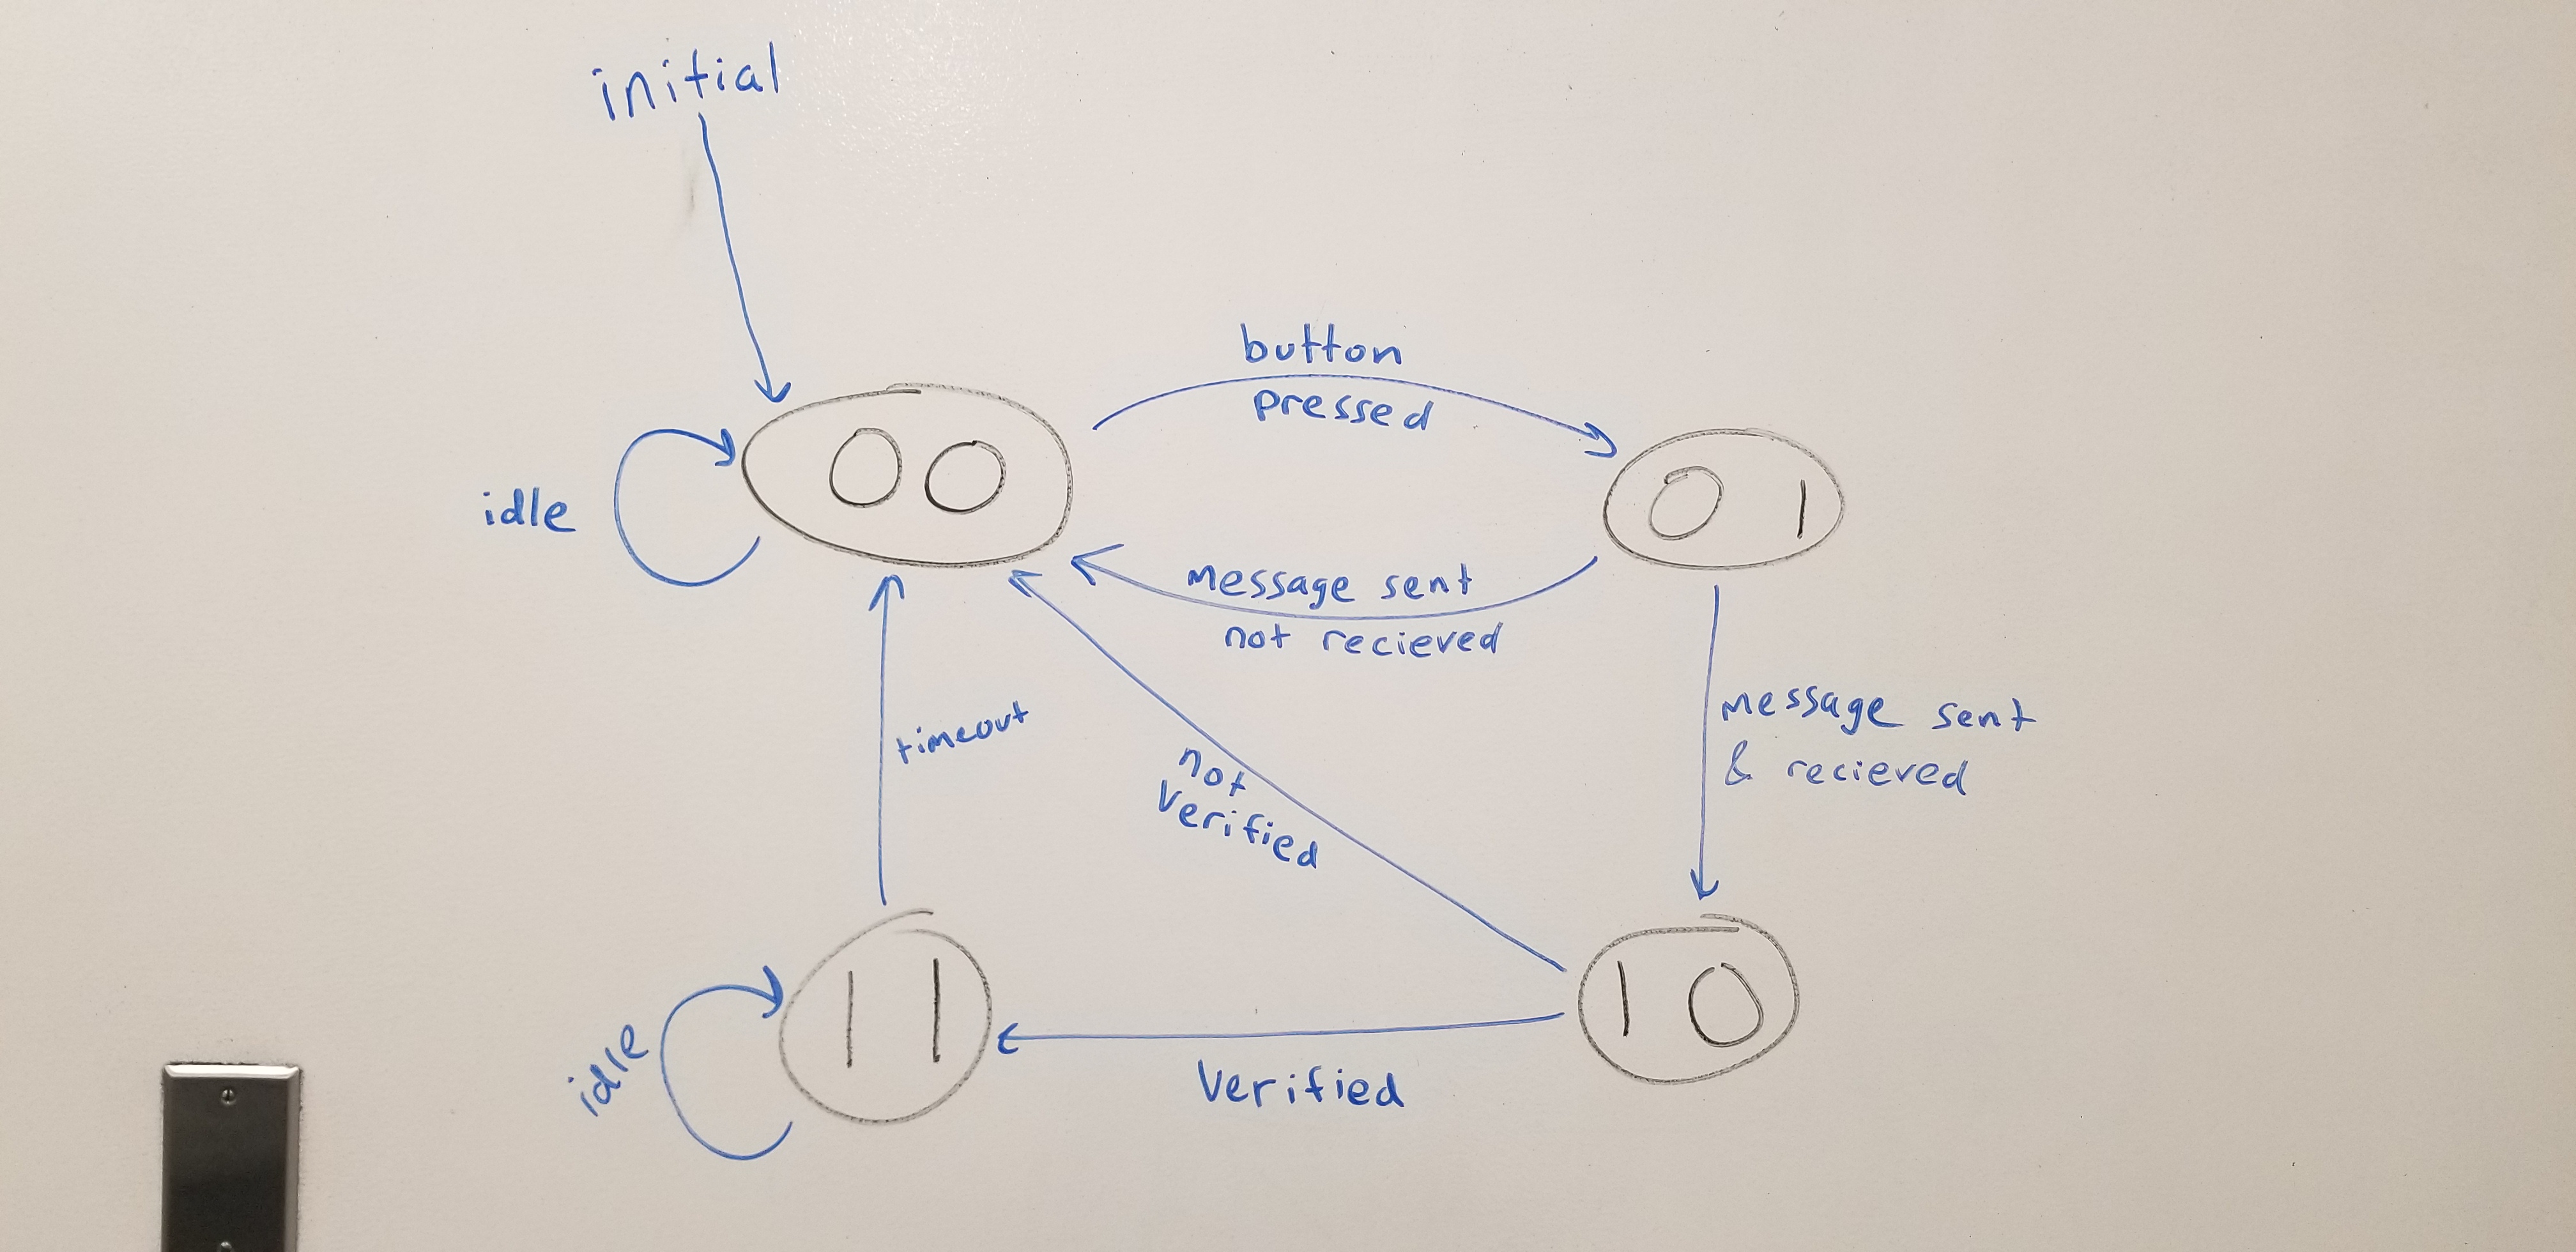 initial
button
pressed
00
01
idle
message sent
not recieved
timeout
not
verified
message sent
& recieved
11
10
idle
Verified